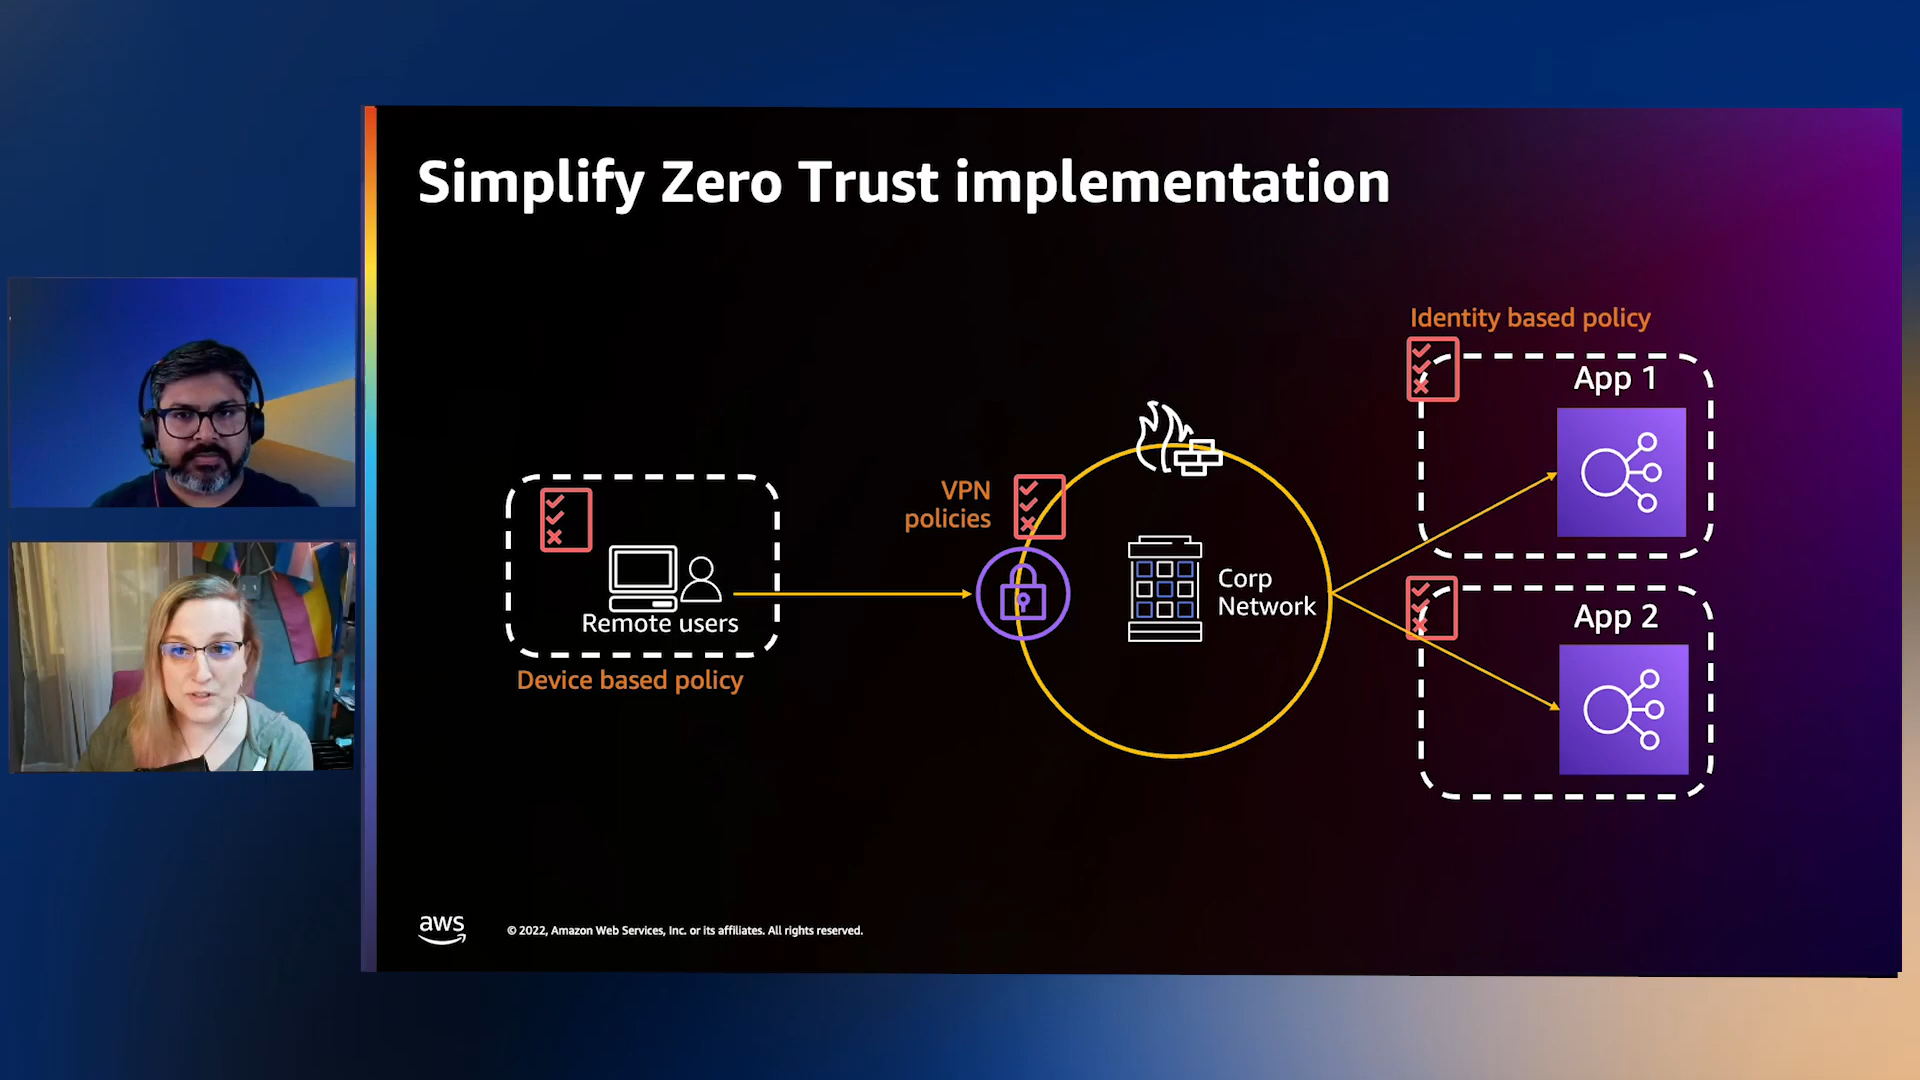 Simplify Zero Trust implementation
Identity based policy
App 1
VPN
policies
Corp
Network
Remote users
Device based policy
App 2
aws
© 2022, Amazon Web Services, Inc. or its affiliates. All rights reserved.